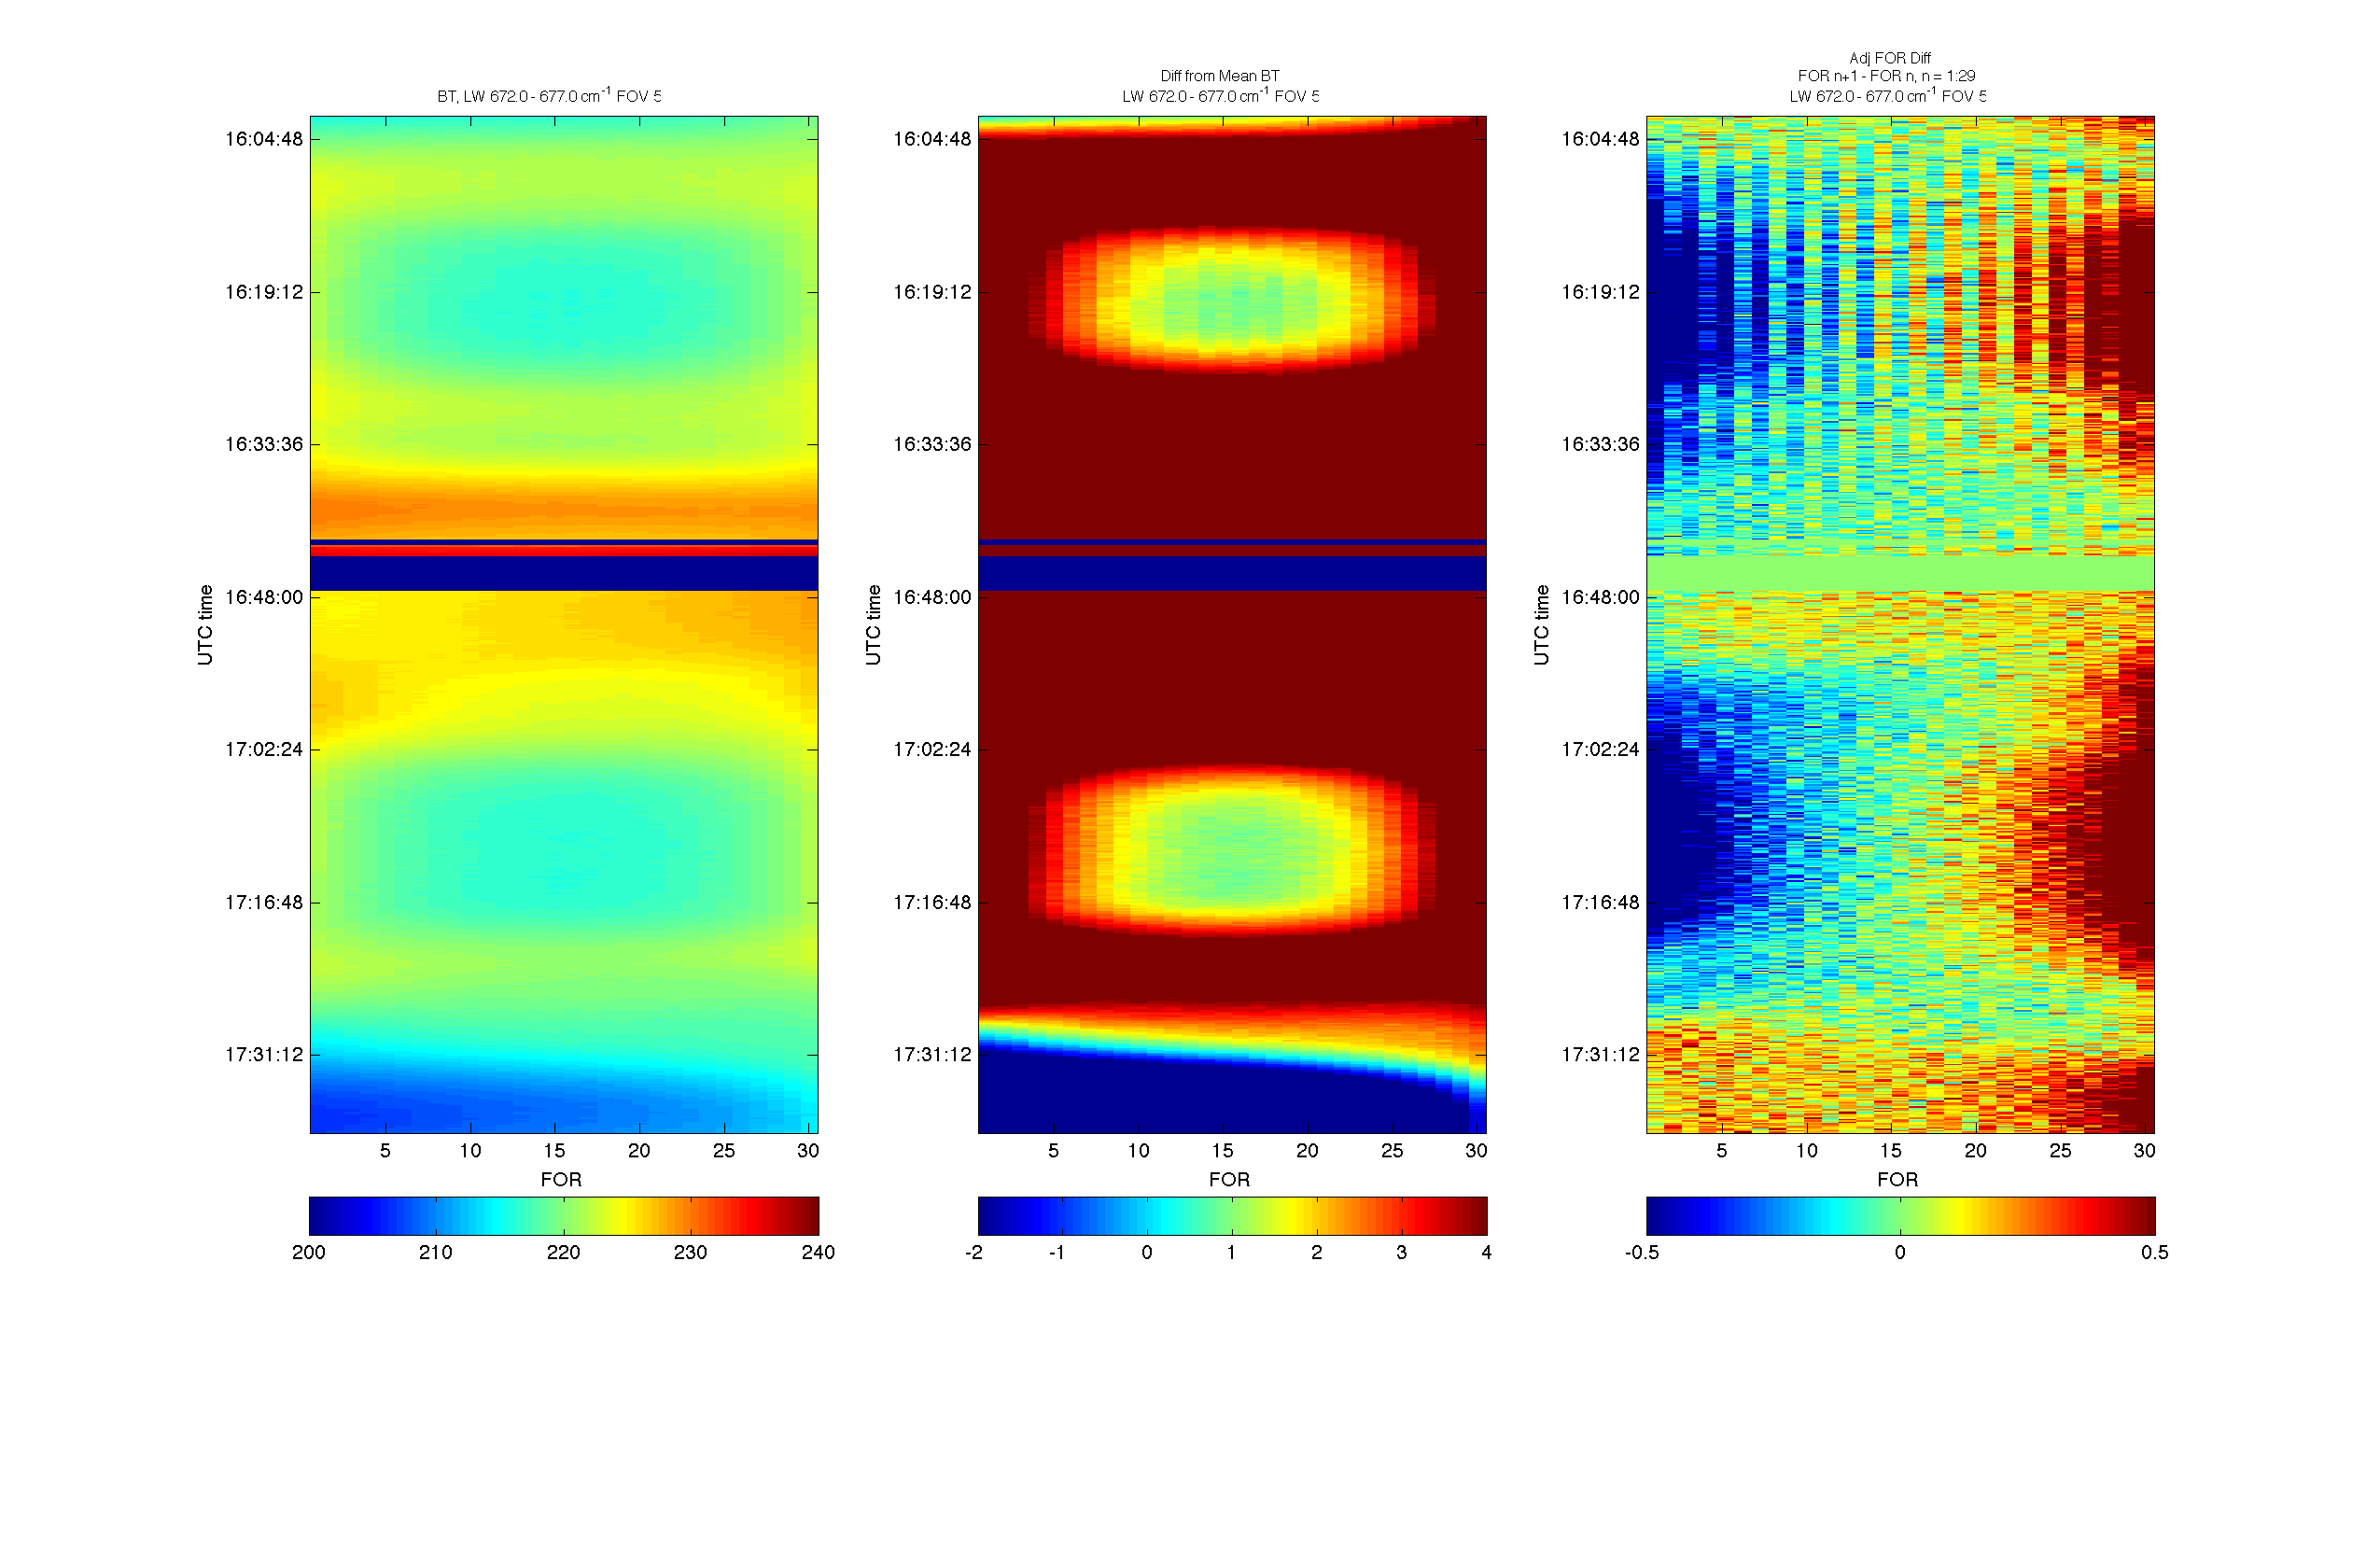 BT, LW 672.0 - 677.0 cm-1 FOV 5
16:04:48
16:19:12
16:33:36
16:48:00
17:02:24
17:16:48
17:31:12
UTC time
5 10 15 20 25 30
FOR
200 210 220 230 240
Diff from Mean BT
LW 672.0 - 677.0 cm-1 FOV 5
16:04:48
16:19:12
16:33:36
16:48:00
17:02:24
17:16:48
17:31:12
UTC time
5 10 15 20 25 30
FOR
-2 -1 0 1 2 3 4
Adj FOR Diff
FOR n+1 - FOR n, n = 1:29
LW 672.0 - 677.0 cm-1 FOV 5
16:04:48
16:19:12
16:33:36
16:48:00
17:02:24
17:16:48
17:31:12
UTC time
5 10 15 20 25 30
FOR
-0.5 0 0.5